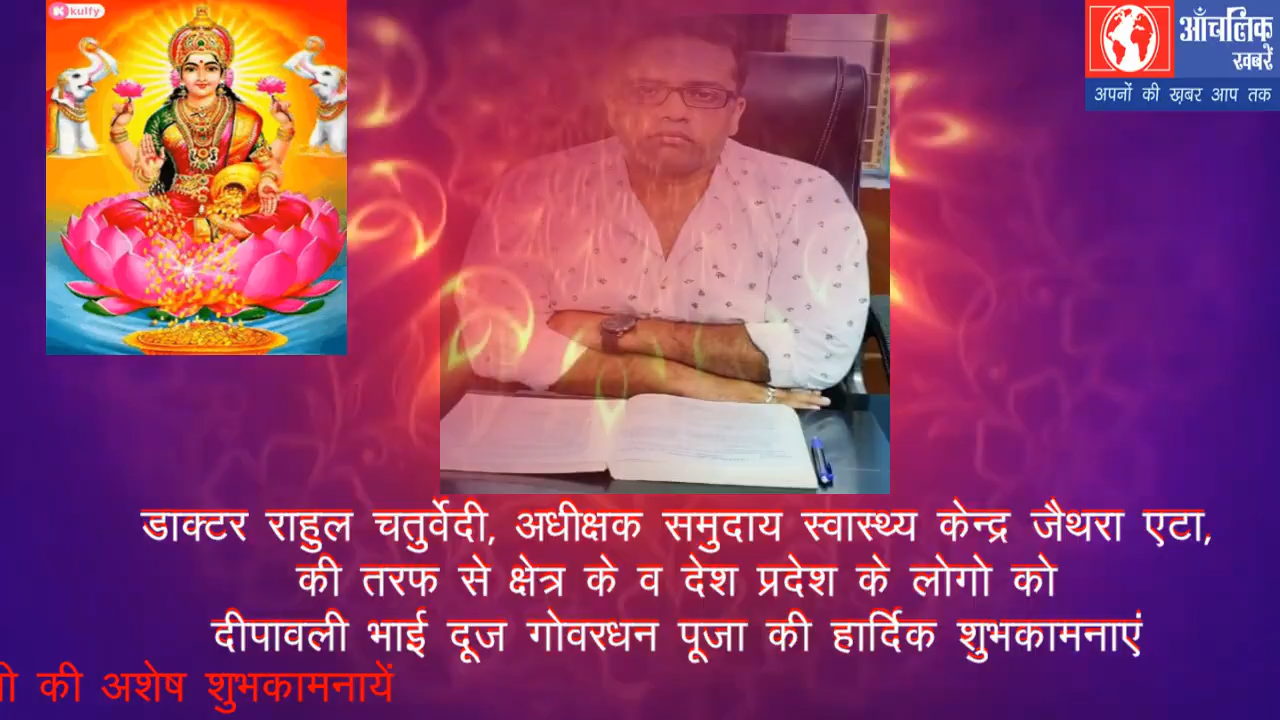 kulfy
आँचलिक
खबरें
अपनों की ख़बर आप तक
डाक्टर राहुल चतुर्वेदी, अधीक्षक समुदाय स्वास्थ्य केन्द्र जैथरा एटा,
की तरफ से क्षेत्र के व देश प्रदेश के लोगो को
दीपावली भाई दूज गोवरधन पूजा की हार्दिक शुभकामनाएं
की अशेष शुभकामनायें